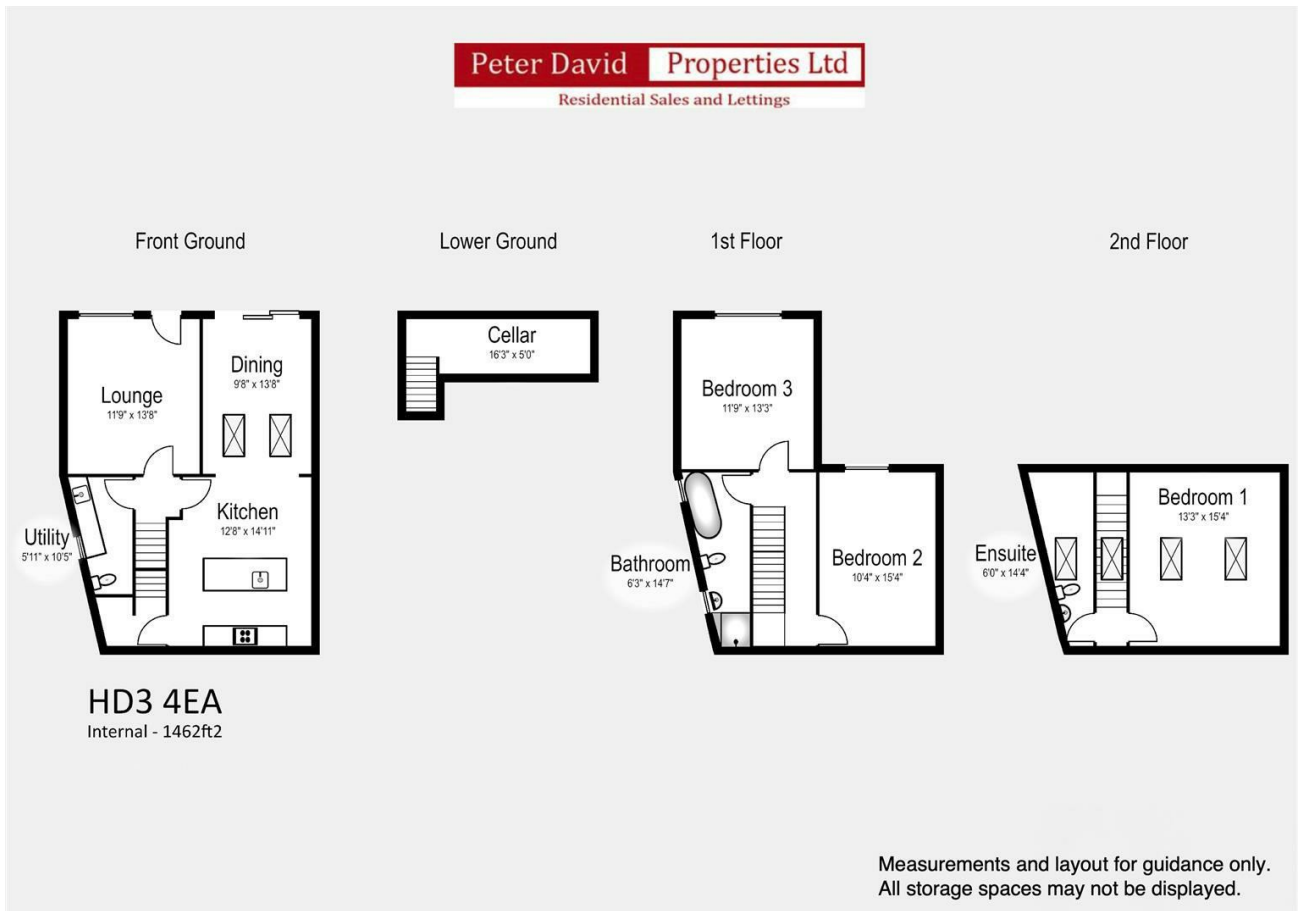 Peter David Properties Ltd
Residential Sales and Lettings
Front Ground
Lower Ground
1st Floor
2nd Floor
Lounge
11'9" x 13'8"
Dining
9'8" x 13'8"
Utility
5'11" x 10'5"
Kitchen
12'8" x 14'11"
Cellar
16'3" x 5'0"
Bedroom 3
11'9" x 13'3"
Bathroom
6'3" x 14'7"
Bedroom 2
10'4" x 15'4"
Ensuite
6'0" x 14'4"
Bedroom 1
13'3" x 15'4"
HD3 4EA
Internal - 1462ft2
Measurements and layout for guidance only.
All storage spaces may not be displayed.